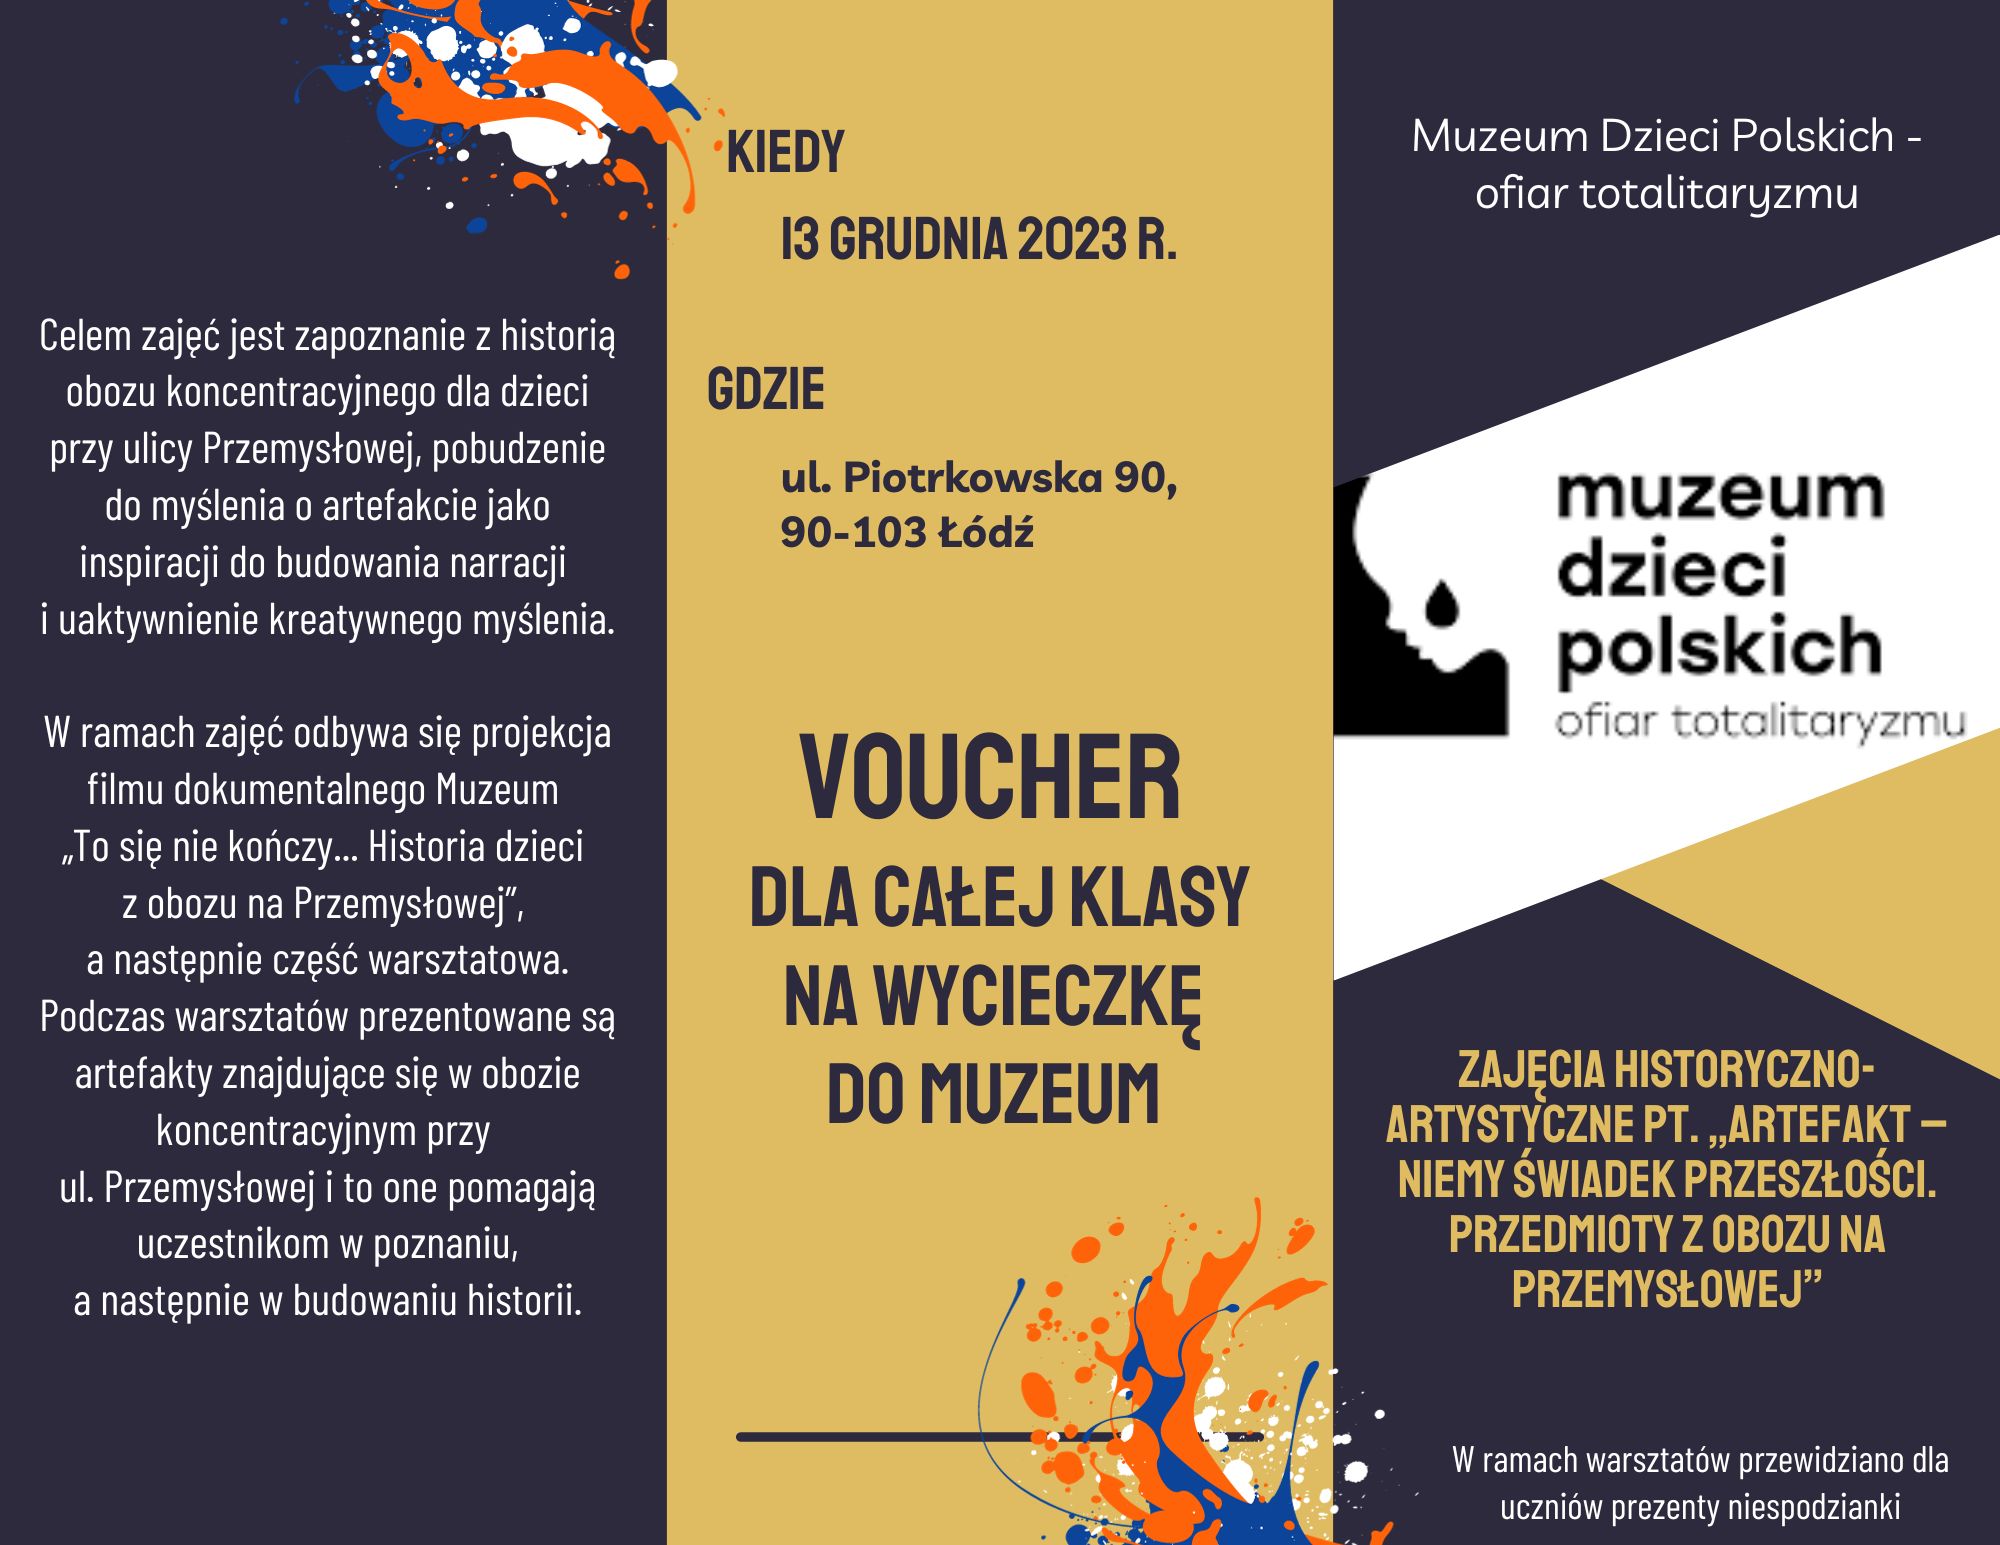 Celem zajęć jest zapoznanie z historią
obozu koncentracyjnego dla dzieci
przy ulicy Przemysłowej, pobudzenie
do myślenia o artefakcie jako
inspiracji do budowania narracji
i uaktywnienie kreatywnego myślenia.
W ramach zajęć odbywa się projekcja
filmu dokumentalnego Muzeum
„To się nie kończy... Historia dzieci
z obozu na Przemysłowej”,
a następnie część warsztatowa.
Podczas warsztatów prezentowane są
artefakty znajdujące się w obozie
koncentracyjnym przy
ul. Przemysłowej i to one pomagają
uczestnikom w poznaniu,
a następnie w budowaniu historii.
KIEDY
13 GRUDNIA 2023 R.
GDZIE
ul. Piotrkowska 90,
90-103 Łódź
VOUCHER
DLA CAŁEJ KLASY
NA WYCIECZKĘ
DO MUZEUM
Muzeum Dzieci Polskich -
ofiar totalitaryzmu
muzeum
dzieci
polskich
ofiar totalitaryzmu
ZAJĘCIA HISTORYCZNO-
ARTYSTYCZNE PT. „ARTEFAKT –
NIEMY ŚWIADEK PRZESZŁOŚCI.
PRZEDMIOTY Z OBOZU NA
PRZEMYSŁOWEJ”
W ramach warsztatów przewidziano dla
uczniów prezenty niespodzianki